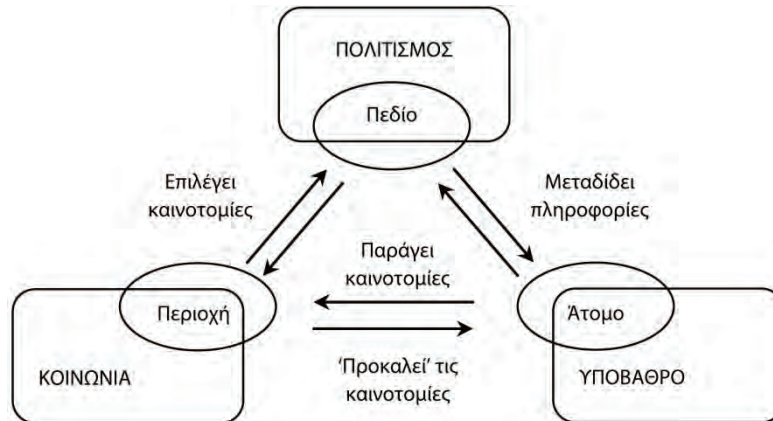 ΠΟΛΙΤΙΣΜΟΣ
Πεδίο
Επιλέγει
καινοτομίες
Μεταδίδει
πληροφορίες
Παράγει
καινοτομίες
Περιοχή
Άτομο
ΚΟΙΝΩΝΙΑ
‘Προκαλεί’ τις
καινοτομίες
ΥΠΟΒΑΘΡΟ